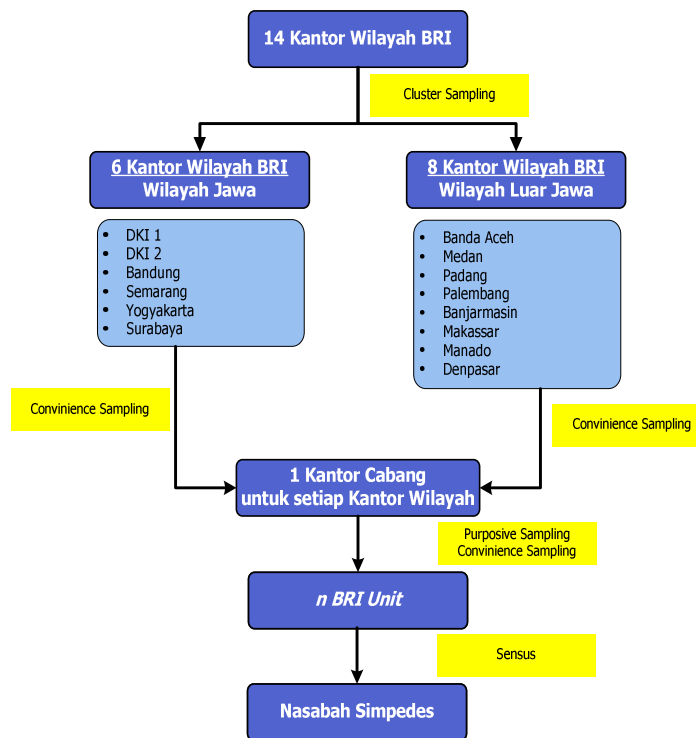 14 Kantor Wilayah BRI
Cluster Sampling
6 Kantor Wilayah BRI
Wilayah Jawa
8 Kantor Wilayah BRI
Wilayah Luar Jawa
• DKI 1
• DKI 2
• Bandung
• Semarang
• Yogyakarta
• Surabaya
• Banda Aceh
• Medan
• Padang
• Palembang
• Banjarmasin
• Makassar
• Manado
• Denpasar
Convinience Sampling
Convinience Sampling
1 Kantor Cabang
untuk setiap Kantor Wilayah
Purposive Sampling
Convinience Sampling
n BRI Unit
Sensus
Nasabah Simpedes